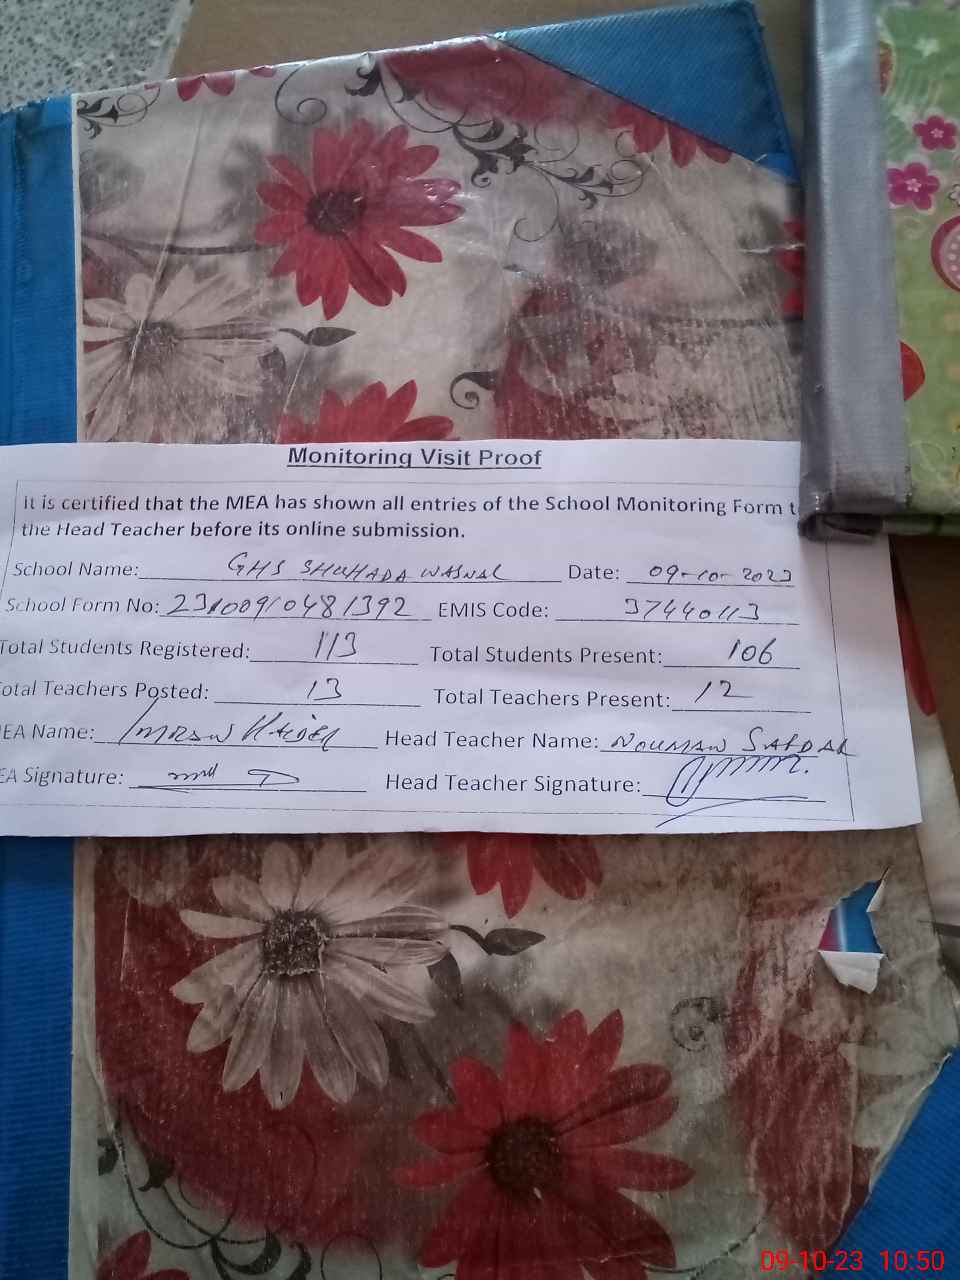 Monitoring Visit Proof
It is certified that the MEA has shown all entries of the School Monitoring Form t
the Head Teacher before its online submission.
School Name: GHS SHUHADA WASNAL Date: 09-10-2023
School Form No: 23100910481392 EMIS Code: 37440113
Total Students Registered: 113 Total Students Present: 106
otal Teachers Posted: 13 Total Teachers Present: 12
EA Name: IMRAN HAIDER Head Teacher Name: NOUMAN SAFDAR
EA Signature: Head Teacher Signature:
09-10-23 10:50